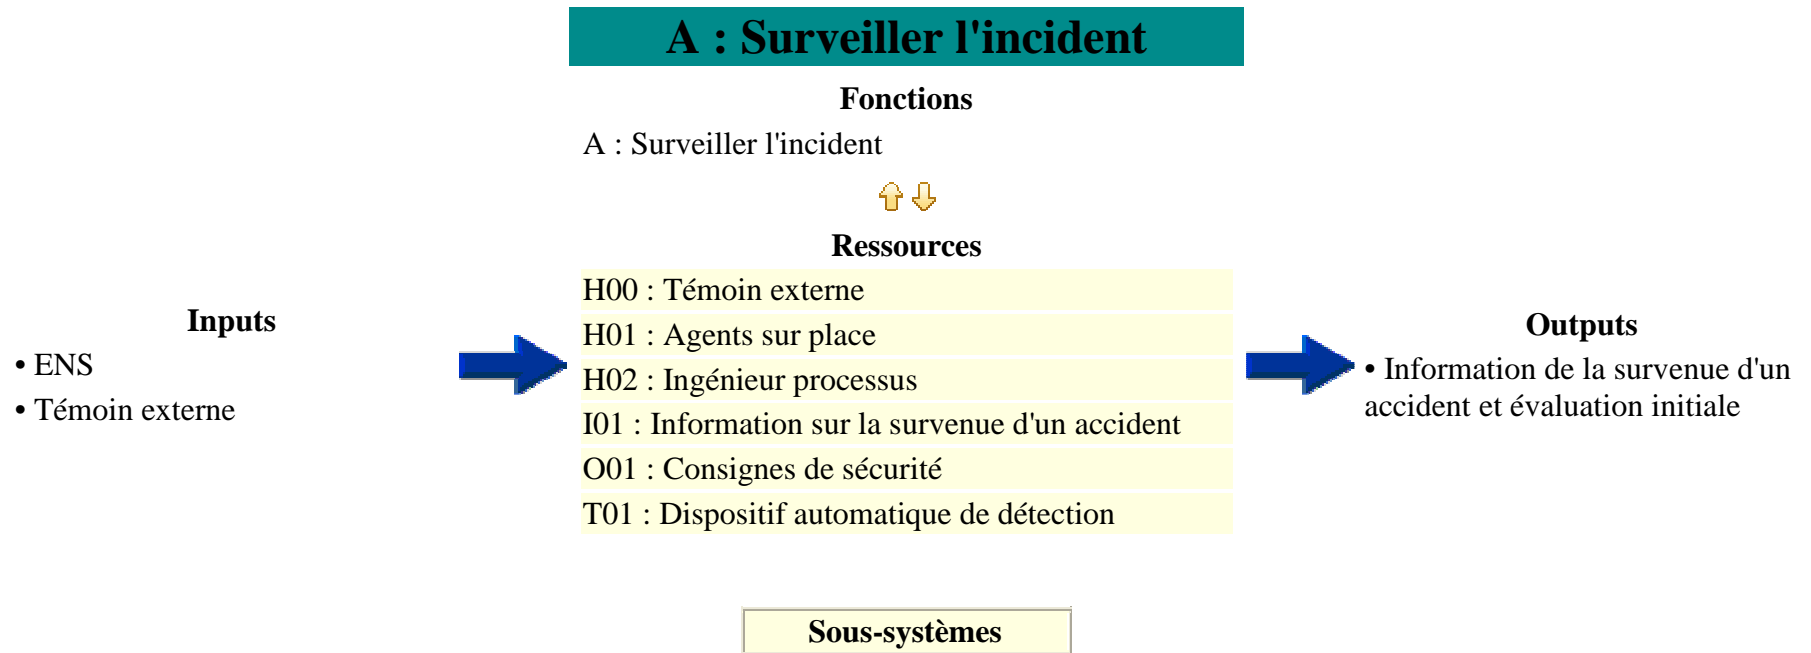 A : Surveiller l'incident
Fonctions
A : Surveiller l'incident
Ressources
H00 : Témoin externe
H01 : Agents sur place
H02 : Ingénieur processus
I01 : Information sur la survenue d'un accident
O01 : Consignes de sécurité
T01 : Dispositif automatique de détection
Inputs
• ENS
• Témoin externe
Outputs
• Information de la survenue d'un
accident et évaluation initiale
Sous-systèmes